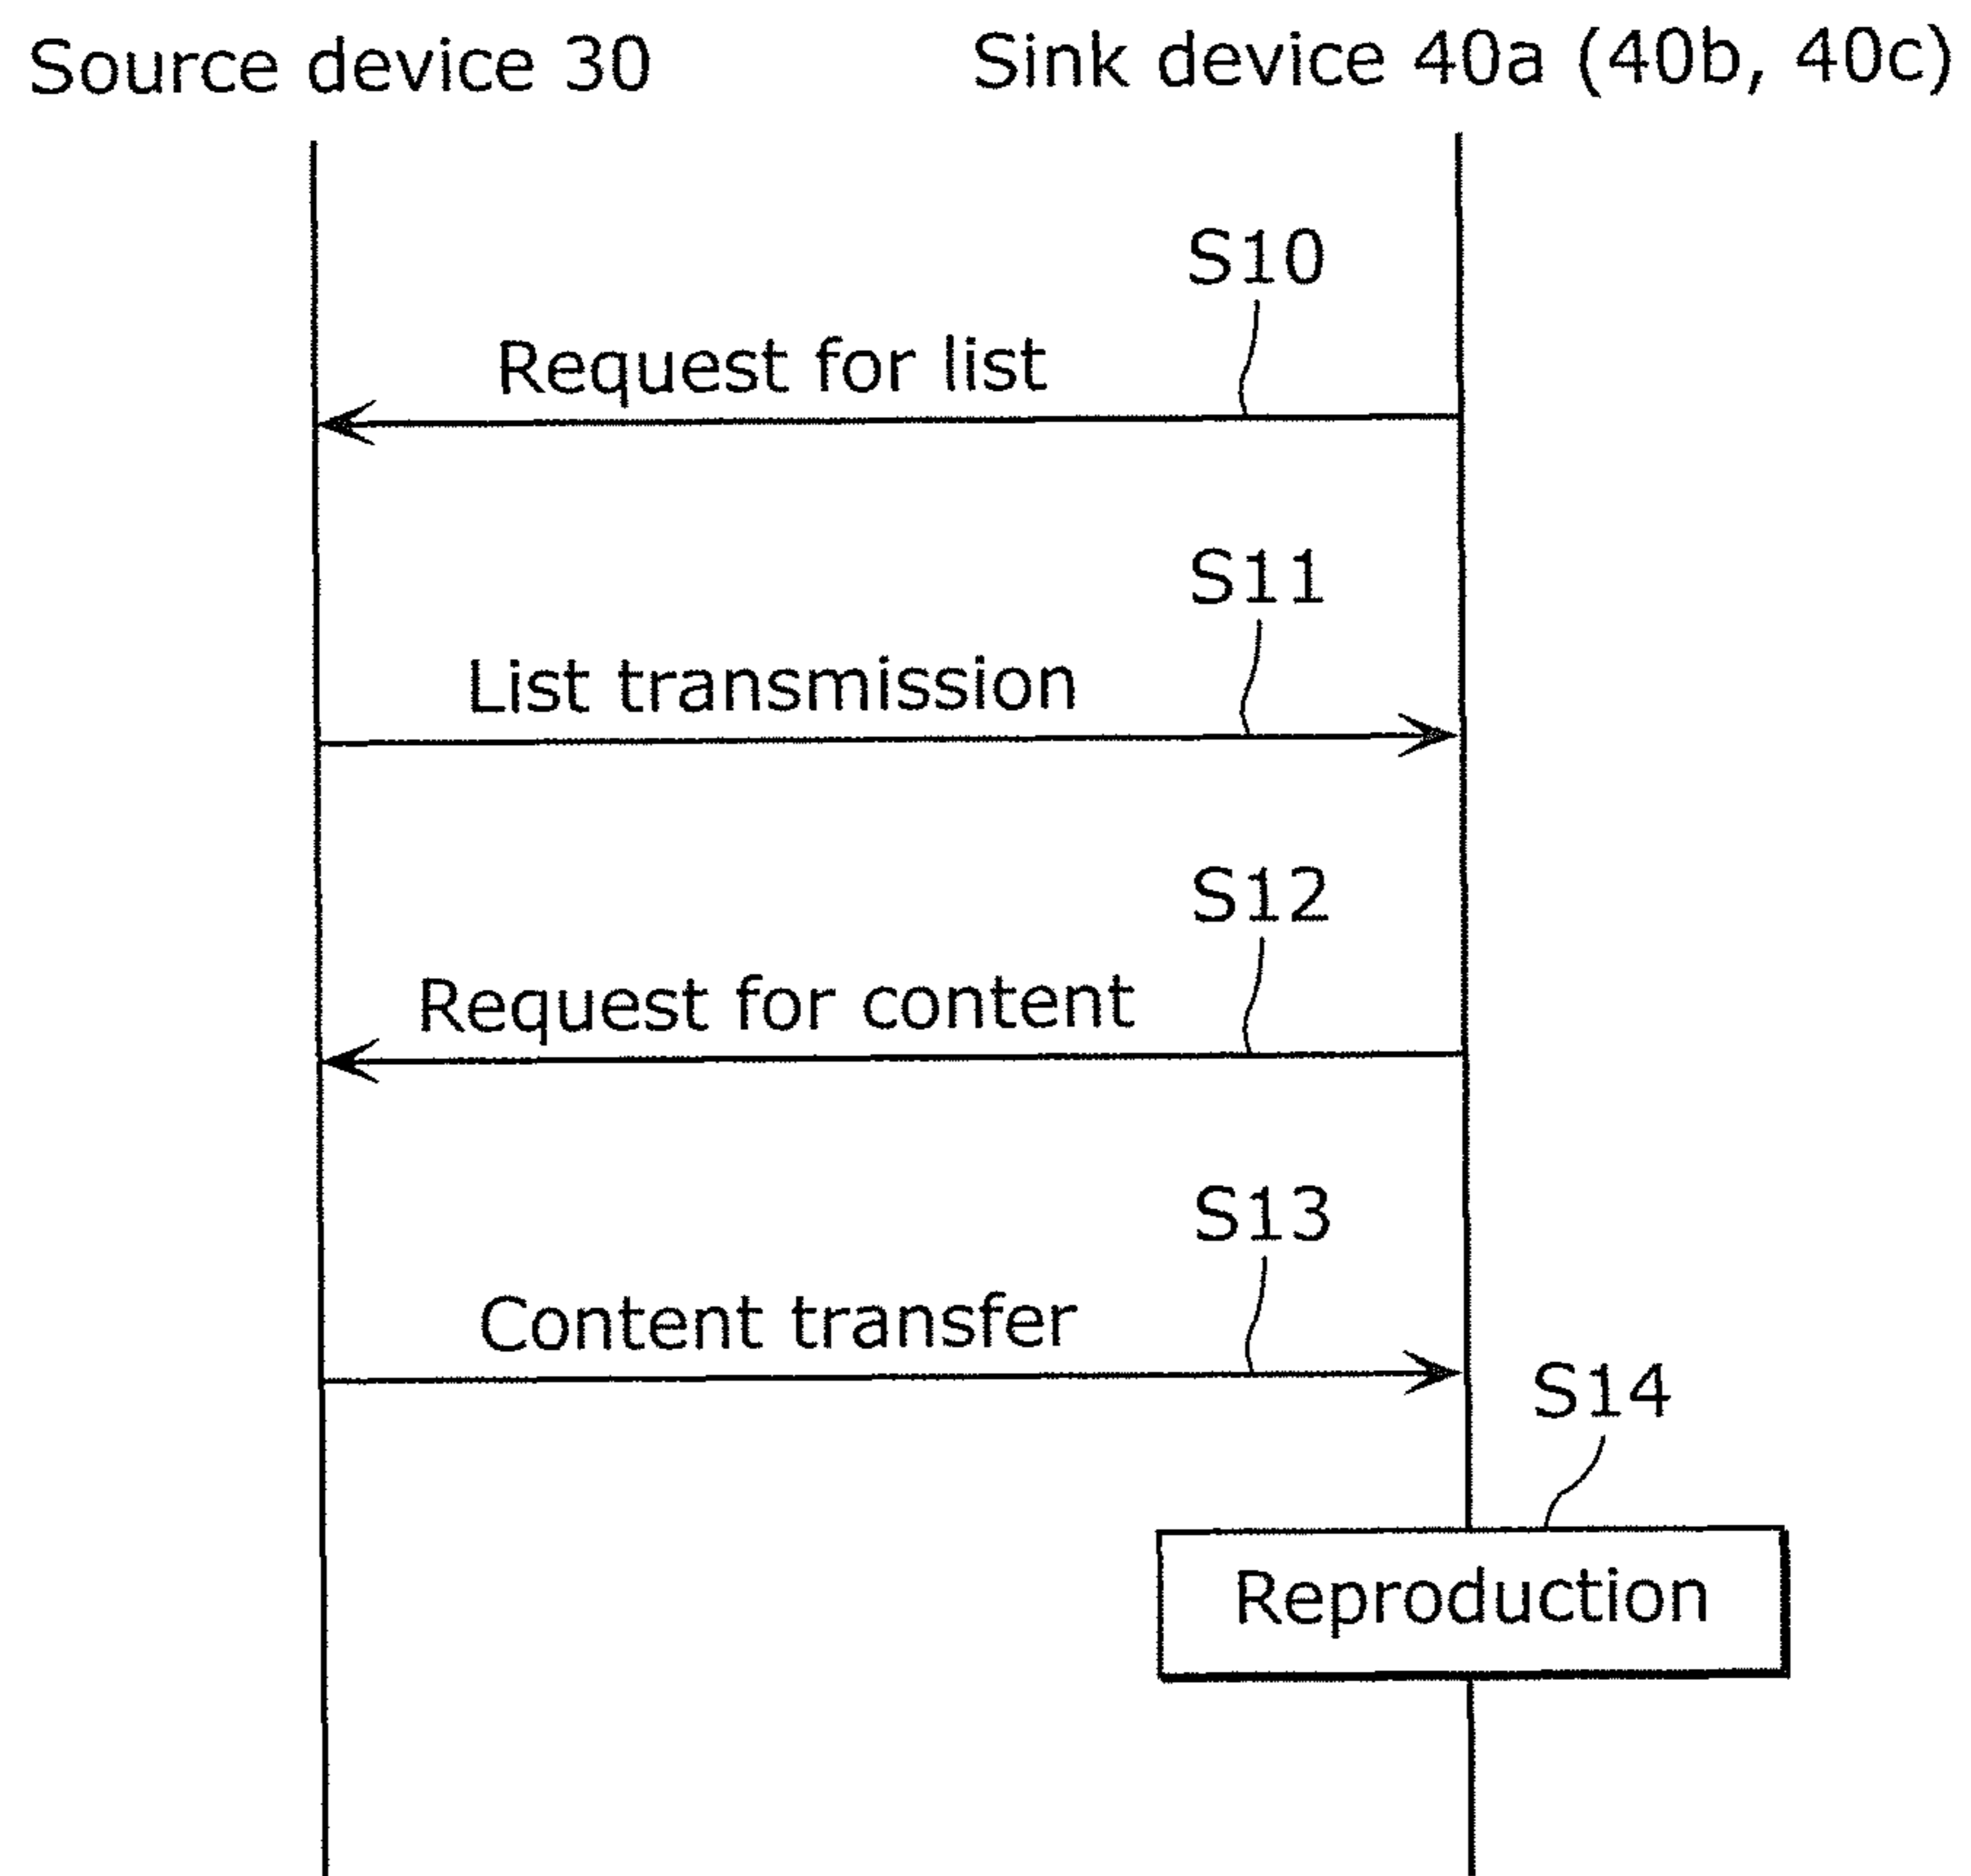 Source device 30
Sink device 40a (40b, 40c)
S10
Request for list
S11
List transmission
S12
Request for content
S13
Content transfer
S14
Reproduction